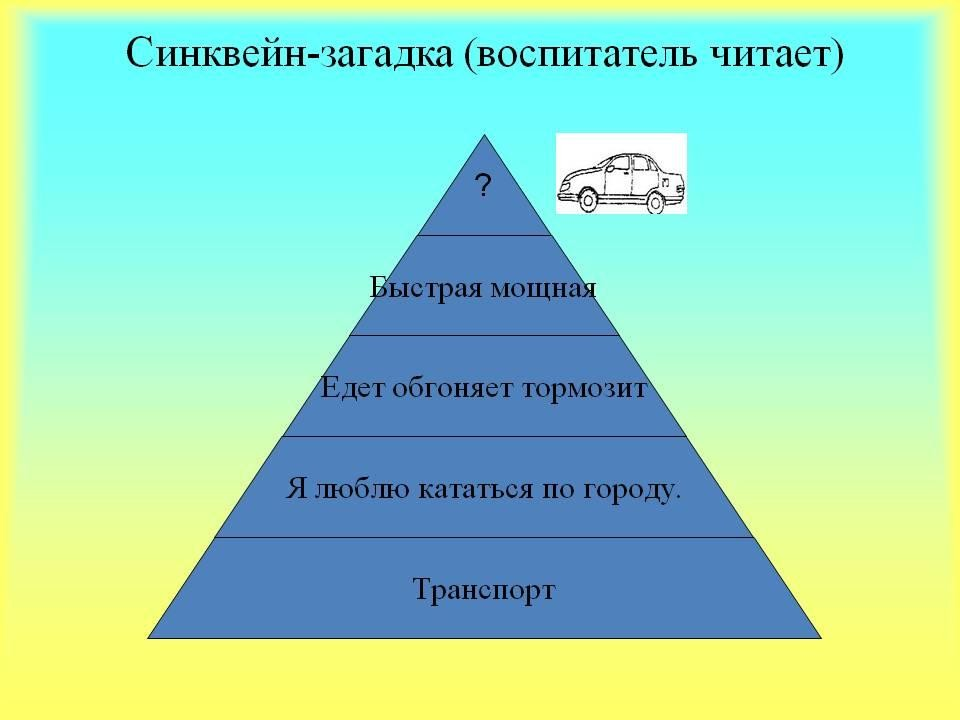 Синквейн-загадка (воспитатель читает)
?
Быстрая мощная
Едет обгоняет тормозит
Я люблю кататься по городу.
Транспорт